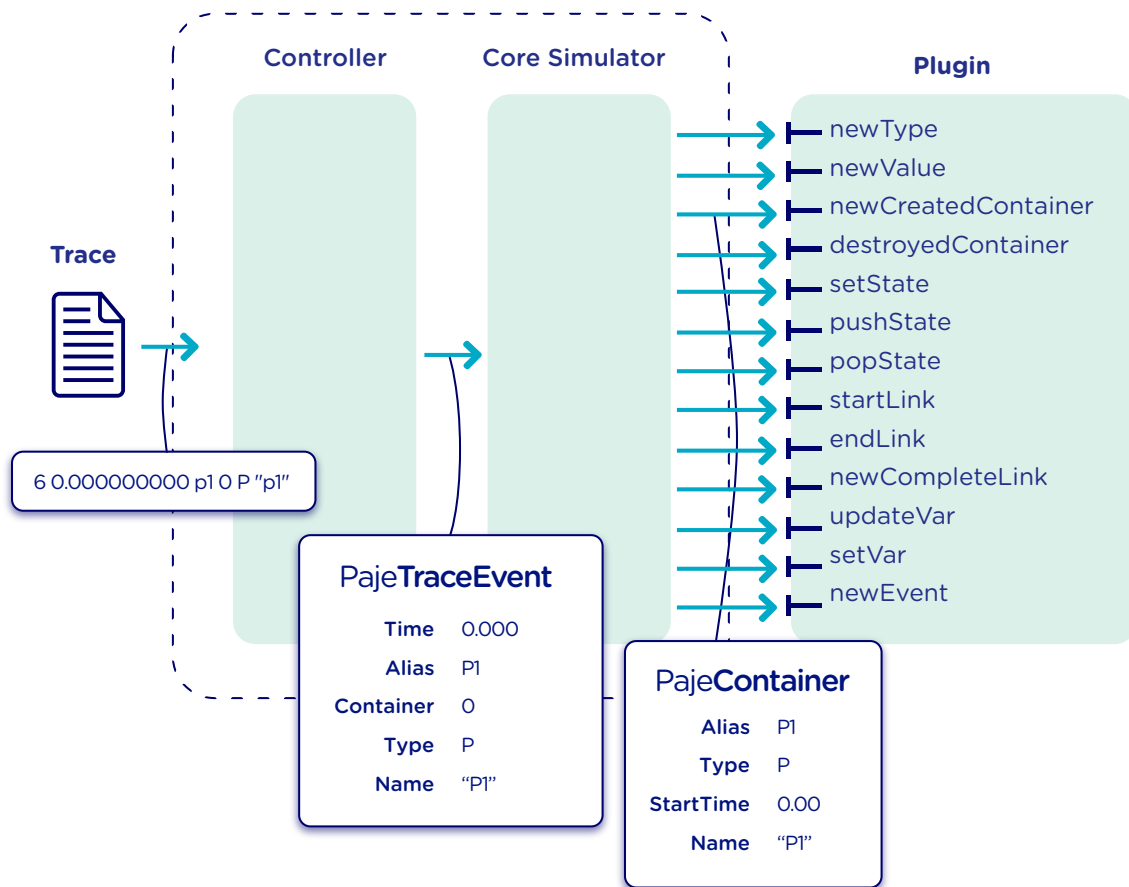 Controller
Core Simulator
Plugin
Trace
6 0.000000000 p1 0 P "p1"
newType
newValue
newCreatedContainer
destroyedContainer
setState
pushState
popState
startLink
endLink
newCompleteLink
updateVar
setVar
newEvent
PajeTraceEvent
Time 0.000
Alias P1
Container 0
Type P
Name “P1”
PajeContainer
Alias P1
Type P
StartTime 0.00
Name “P1”